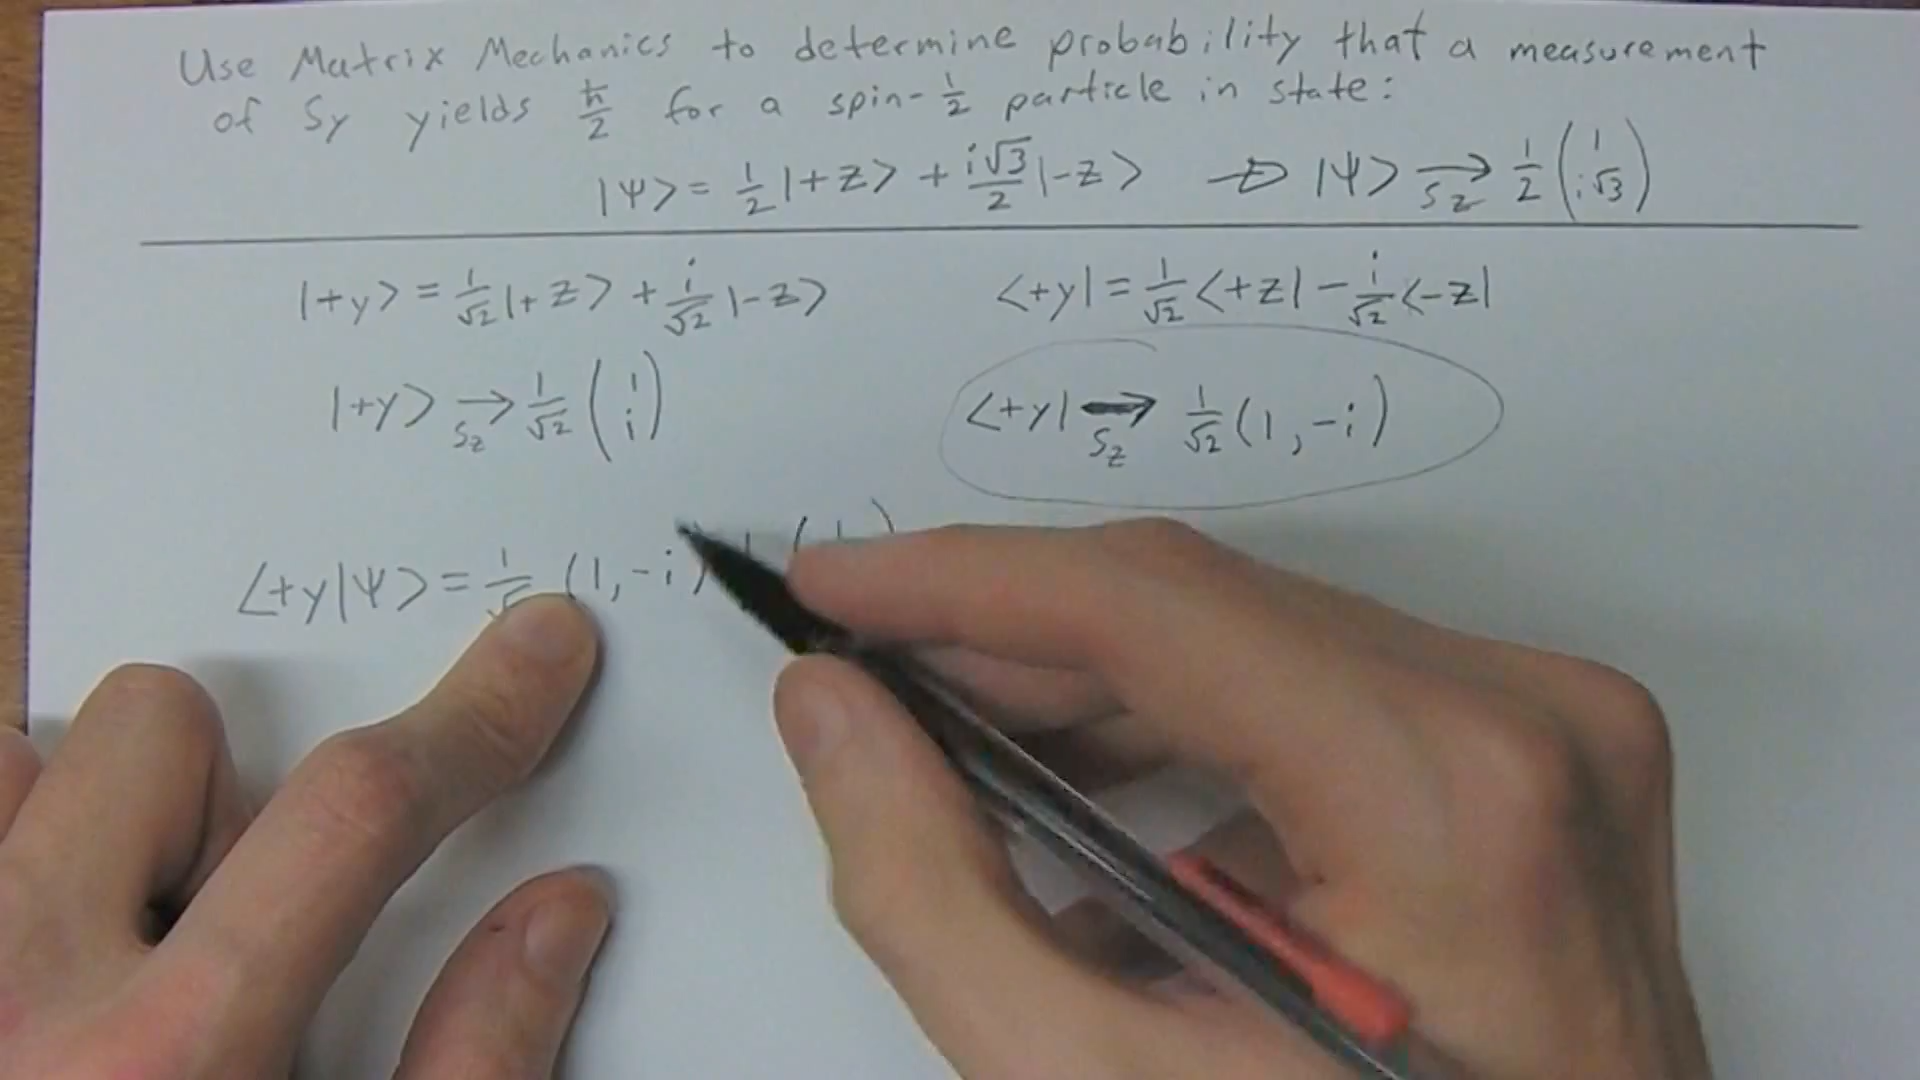 Use Matrix Mechanics to determine probability that a measurement
of Sy yields ħ/2 for a spin-1/2 particle in state:
|Ψ> = 1/2 |+z> + i√3/2 |-z> → |Ψ> →Sz 1/2 (1 i√3)
|+y> = 1/√2 |+z> + i/√2 |-z> <+y| = 1/√2 <+z| - i/√2 <-z|
|+y> →Sz 1/√2 (1 i) <+y| →Sz 1/√2 (1, -i)
<+y|Ψ> = 1/√ (1, -i)